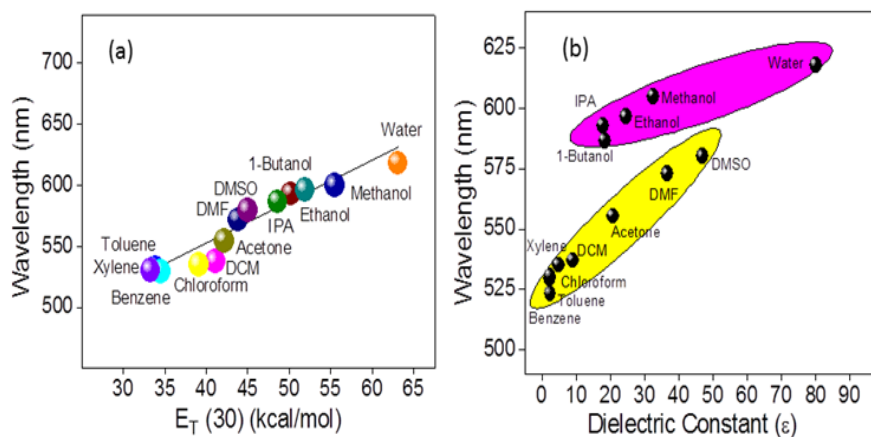 (a)
700
650
600
550
500
Wavelength (nm)
Water
1-Butanol
DMSO
DMF
Methanol
IPA
Ethanol
Toluene
Acetone
Xylene
DCM
Chloroform
Benzene
30 35 40 45 50 55 60 65
E_T (30) (kcal/mol)
(b)
625
600
575
550
525
500
Wavelength (nm)
Water
IPA
Methanol
Ethanol
1-Butanol
DMSO
DMF
Acetone
Xylene
DCM
Chloroform
Toluene
Benzene
0 10 20 30 40 50 60 70 80 90
Dielectric Constant (ε)